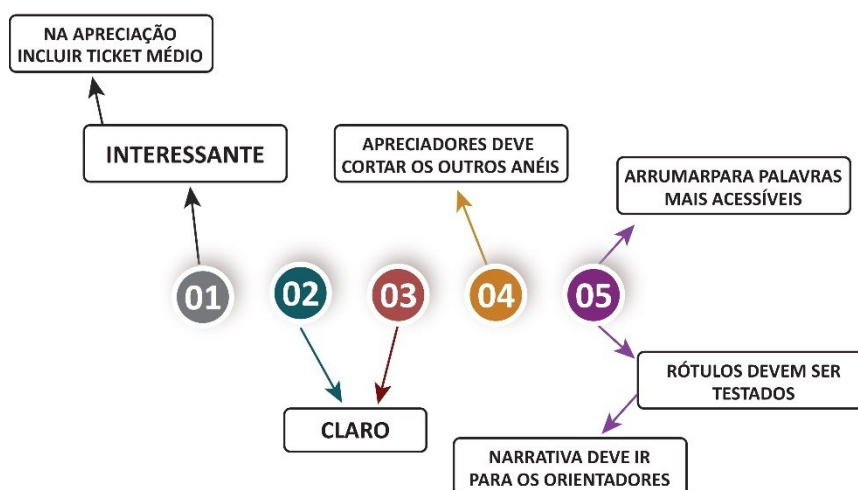 NA APRECIAÇÃO
INCLUIR TICKET MÉDIO
INTERESSANTE
APRECIADORES DEVE
CORTAR OS OUTROS ANÉIS
ARRUMARPARA PALAVRAS
MAIS ACESSÍVEIS
01
02
03
04
05
CLARO
RÓTULOS DEVEM SER
TESTADOS
NARRATIVA DEVE IR
PARA OS ORIENTADORES